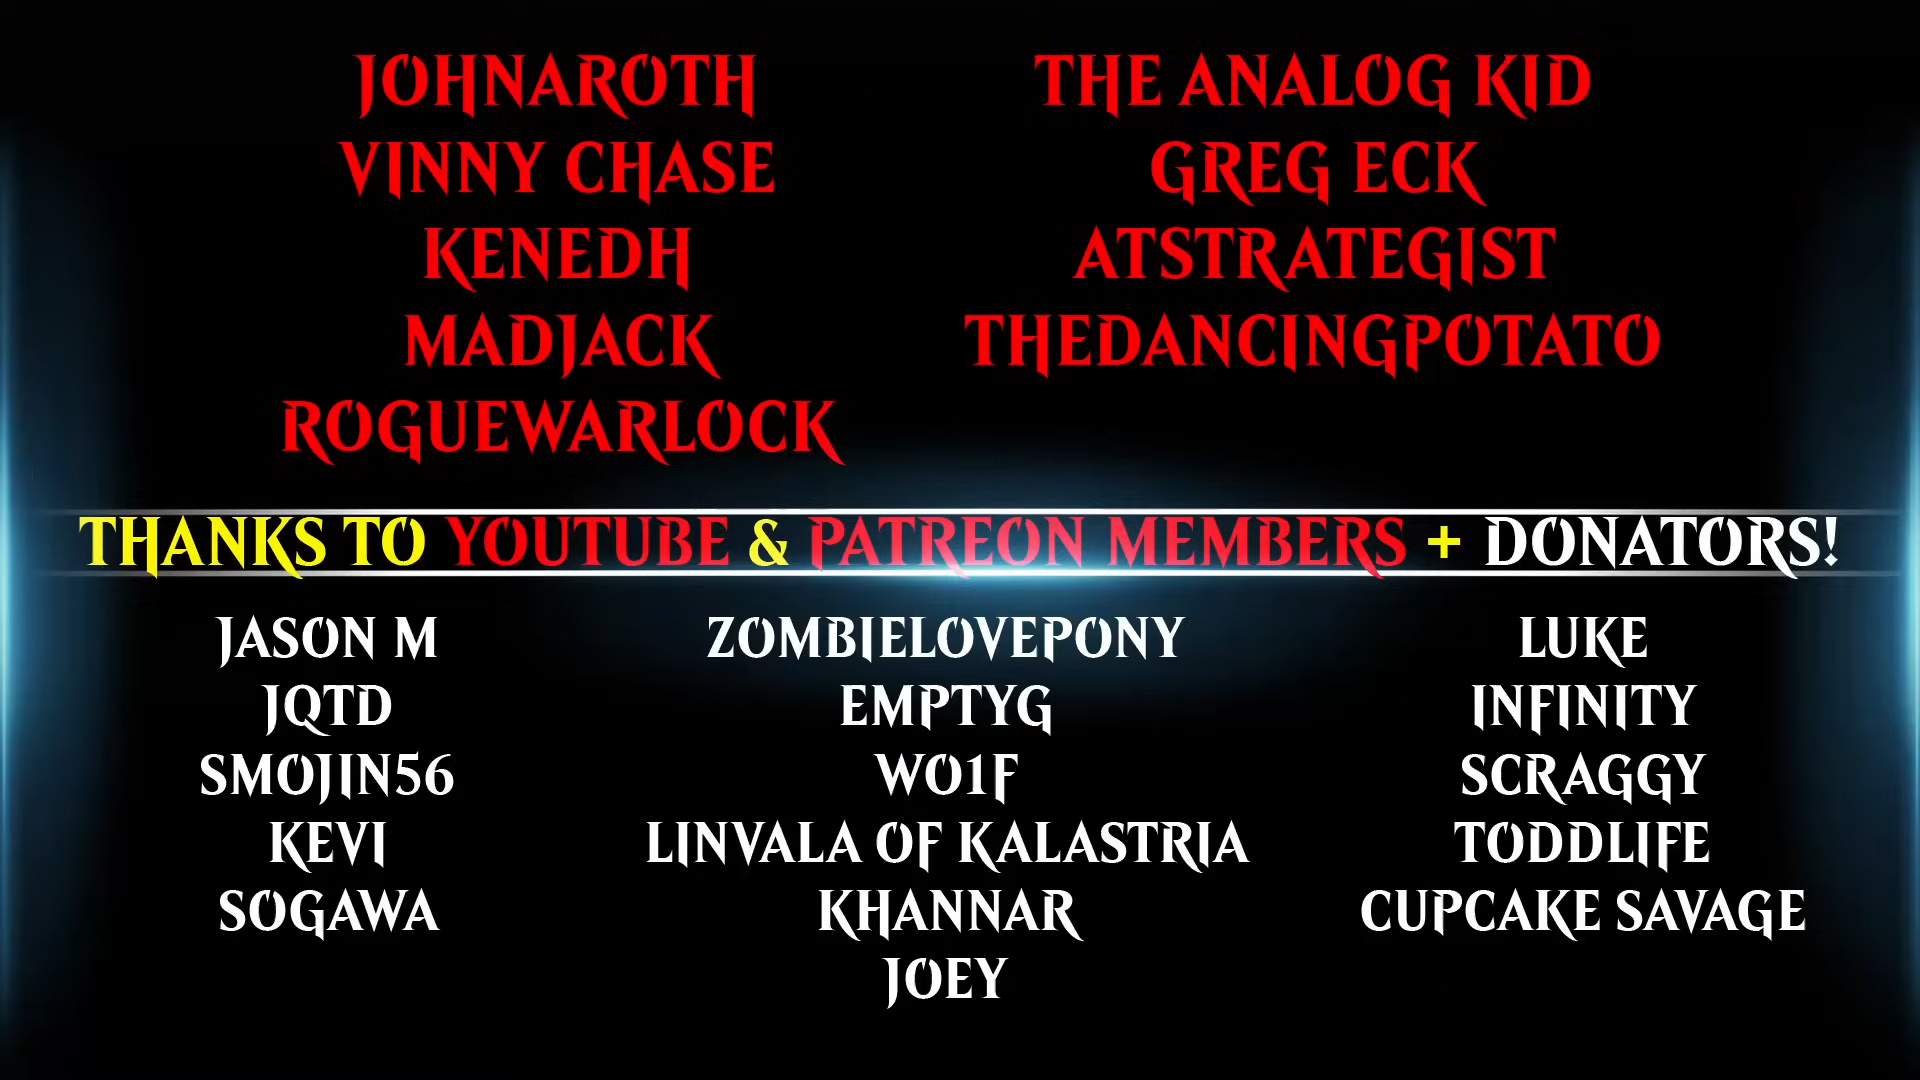 JOHNAROTH
VINNY CHASE
KENEDH
MADJACK
ROGUEWARLOCK
THE ANALOG KID
GREG ECK
ATSTRATEGIST
THEDANCINGPOTATO
THANKS TO YOUTUBE & PATREON MEMBERS + DONATORS!
JASON M
JQTD
SMOJIN56
KEVI
SOGAWA
ZOMBIELOVEPONY
EMPTYG
WO1F
LINVALA OF KALASTRIA
KHANNAR
JOEY
LUKE
INFINITY
SCRAGGY
TODDLIFE
CUPCAKE SAVAGE